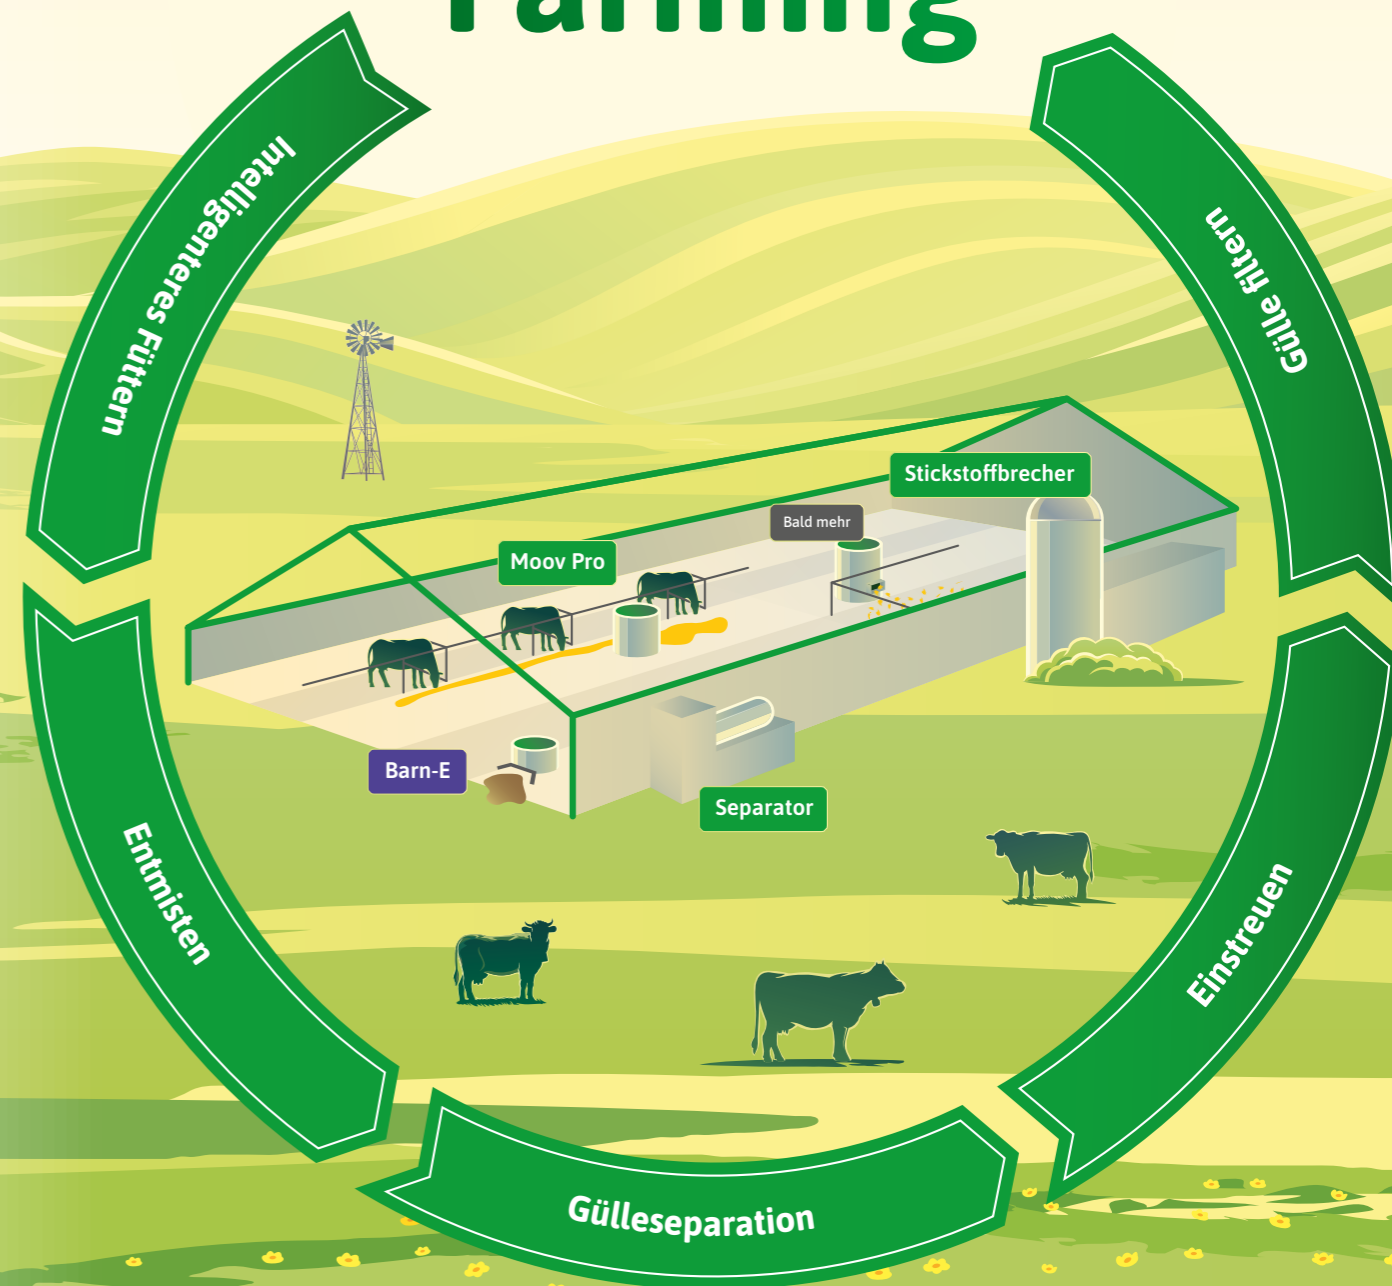 Farming
Intelligenteres Füttern
Gülle filtern
Stickstoffbrecher
Bald mehr
Moov Pro
Barn-E
Separator
Entmisten
Einstreuen
Gülleseparation